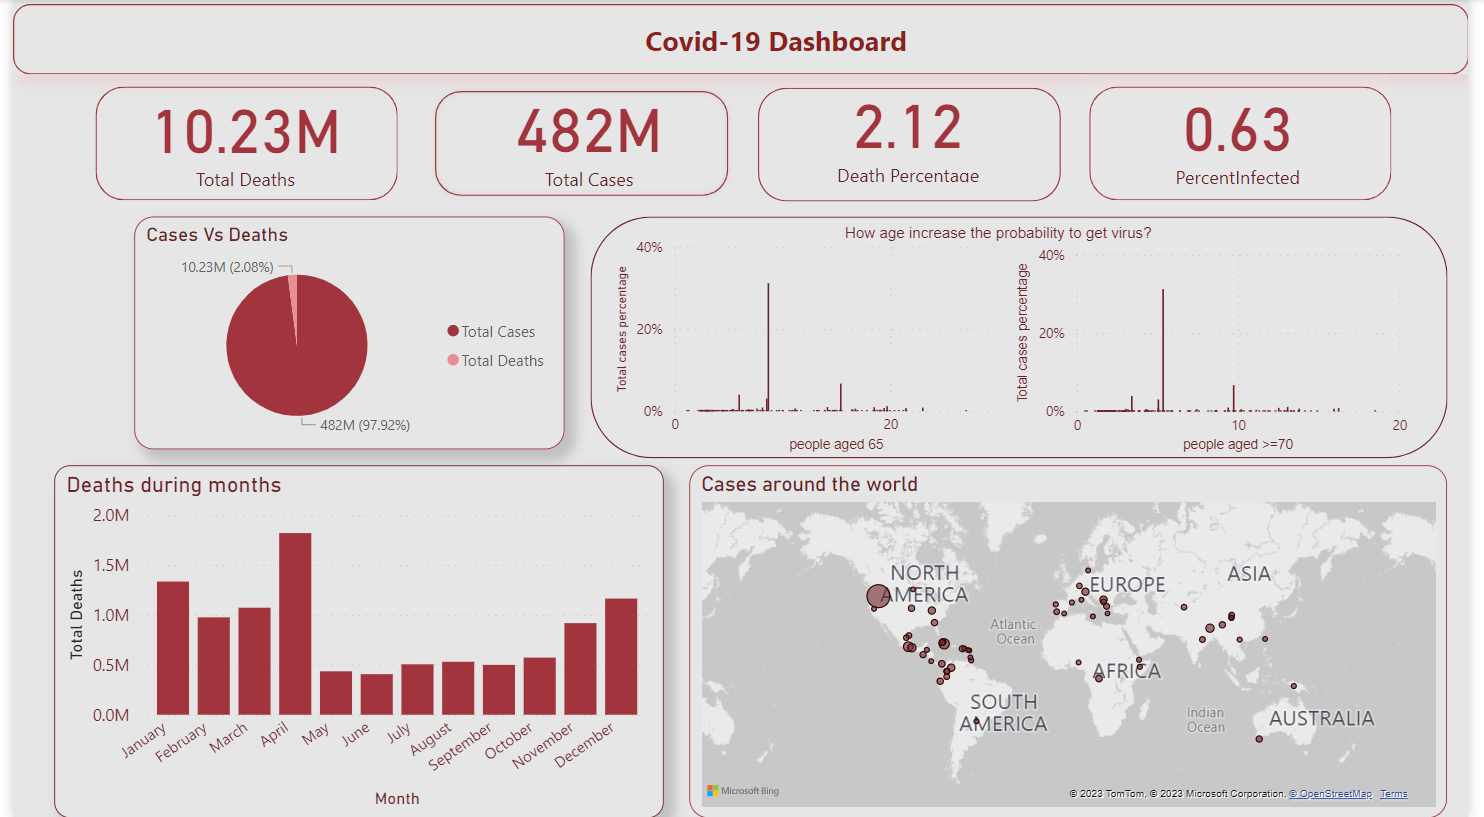 Covid-19 Dashboard
10.23M
Total Deaths
482M
Total Cases
2.12
Death Percentage
0.63
PercentInfected
Cases Vs Deaths
10.23M (2.08%)
482M (97.92%)
Total Cases
Total Deaths
How age increase the probability to get virus?
Total cases percentage
40%
20%
0%
0
20
people aged 65
Total cases percentage
40%
20%
0%
0
10
20
people aged >=70
Deaths during months
Total Deaths
2.0M
1.5M
1.0M
0.5M
0.0M
January
February
March
April
May
June
July
August
September
October
November
December
Month
Cases around the world
NORTH
AMERICA
EUROPE
ASIA
Atlantic
Ocean
AFRICA
SOUTH
AMERICA
Indian
Ocean
AUSTRALIA
Microsoft Bing
© 2023 TomTom, © 2023 Microsoft Corporation, © OpenStreetMap Terms